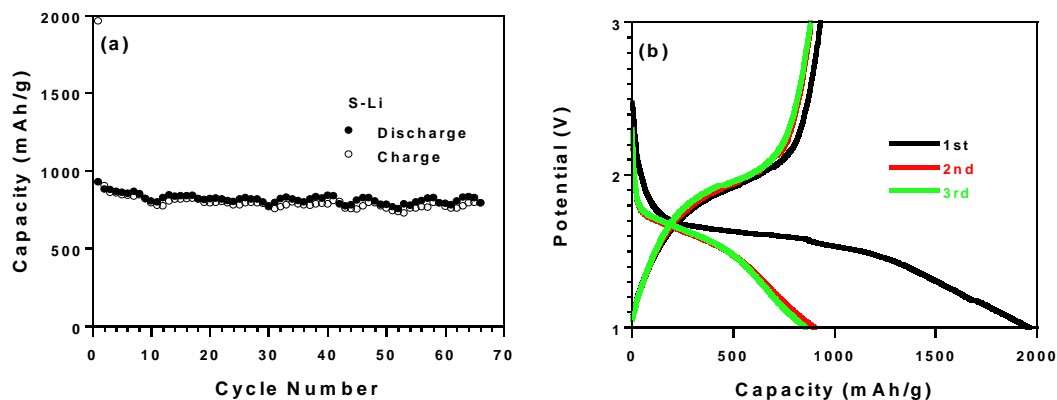 2000
1500
1000
500
0
0
10
20
30
40
50
60
70
Capacity (mAh/g)
Cycle Number
(a)
S-Li
Discharge
Charge
3
2
1
0
500
1000
1500
2000
Potential (V)
Capacity (mAh/g)
(b)
1st
2nd
3rd